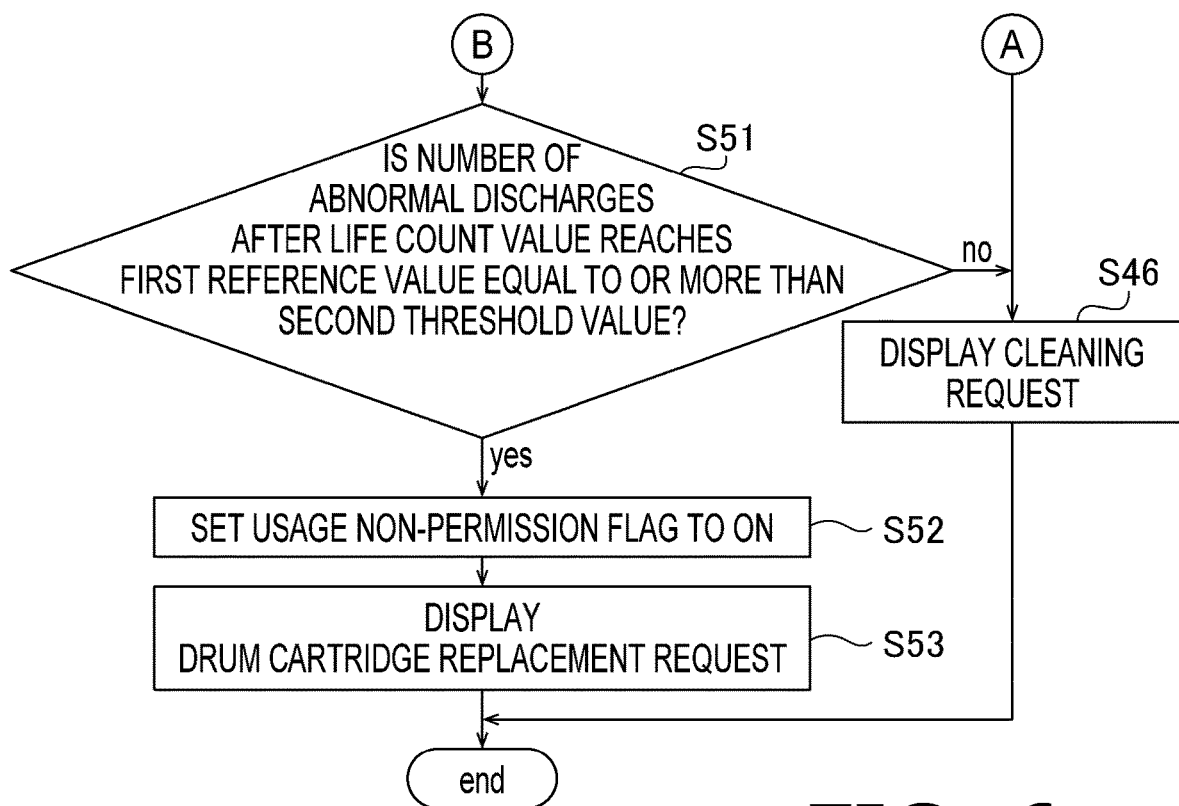 B
A
S51
IS NUMBER OF
ABNORMAL DISCHARGES
AFTER LIFE COUNT VALUE REACHES
FIRST REFERENCE VALUE EQUAL TO OR MORE THAN
SECOND THRESHOLD VALUE?
no
S46
DISPLAY CLEANING
REQUEST
yes
SET USAGE NON-PERMISSION FLAG TO ON
S52
DISPLAY
DRUM CARTRIDGE REPLACEMENT REQUEST
S53
end